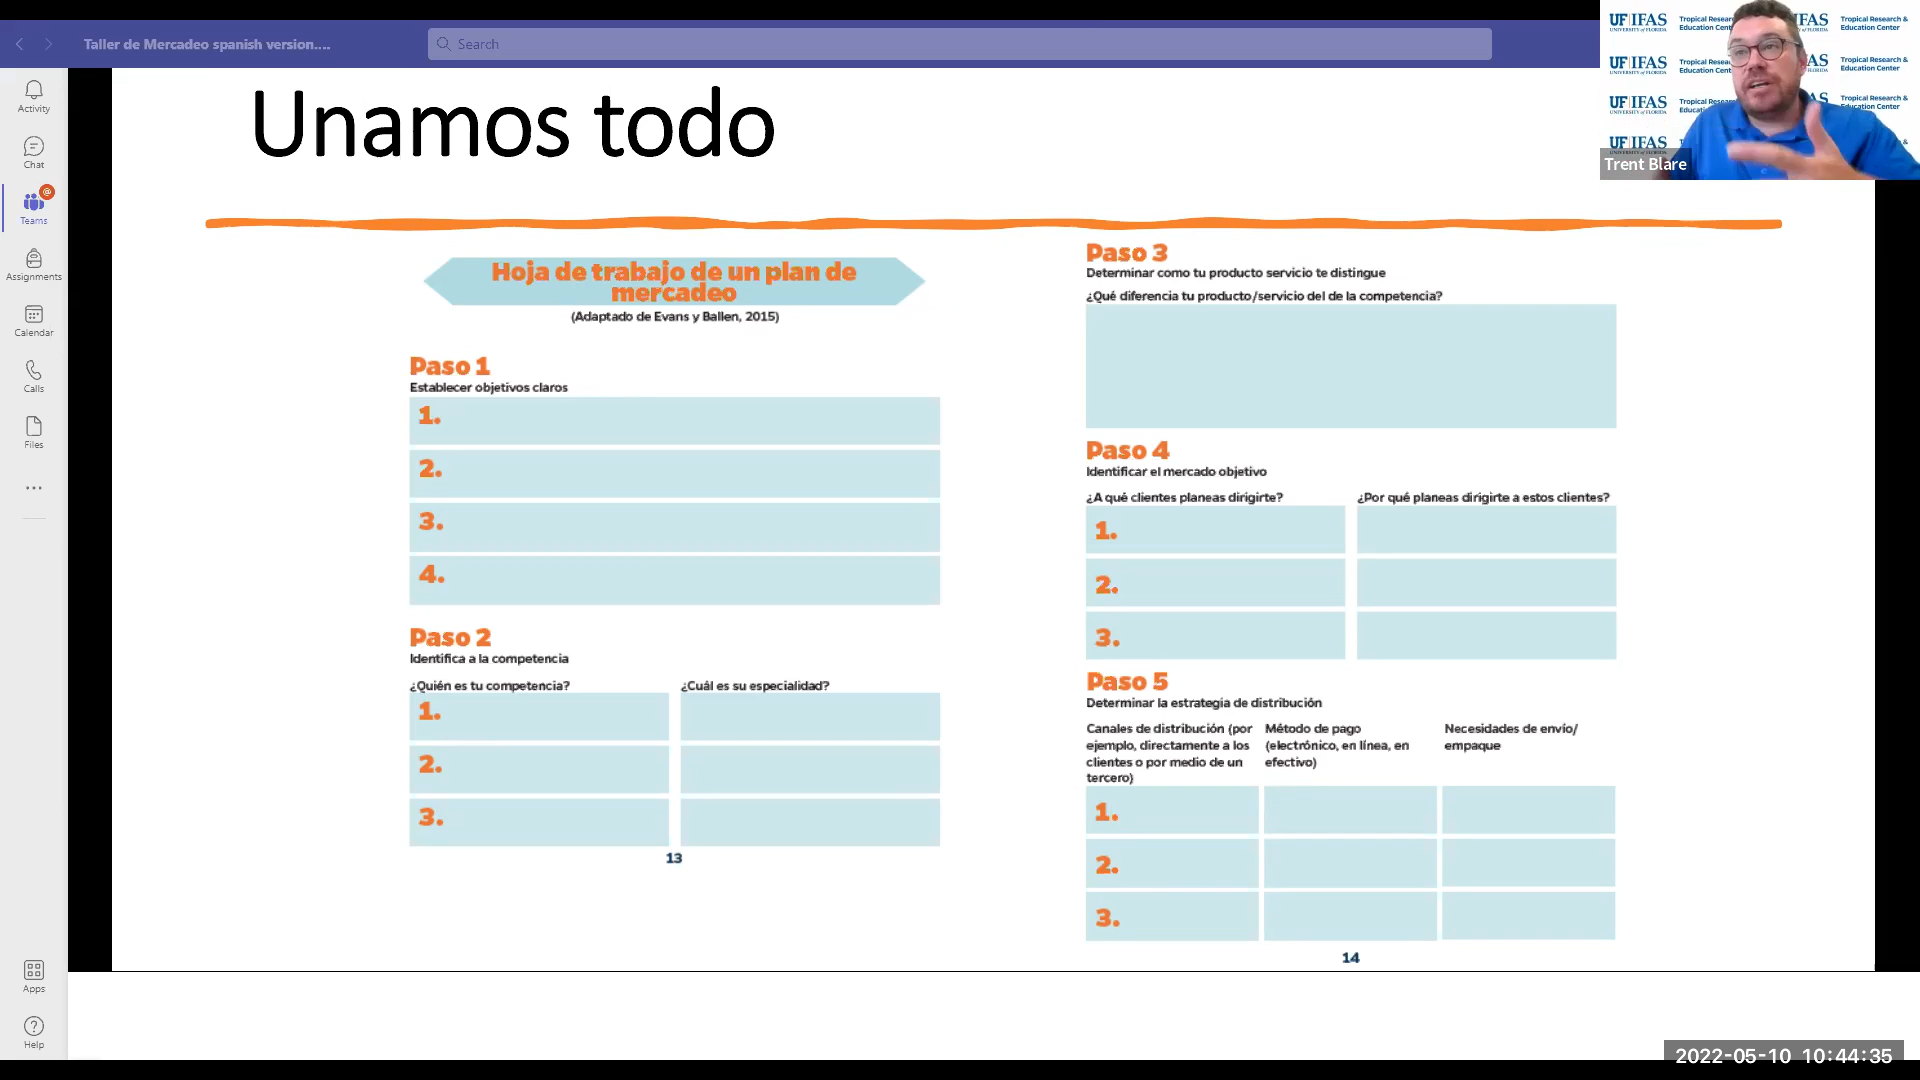 Taller de Mercadeo spanish version....
Search
Activity
Chat
Teams
Assignments
Calendar
Calls
Files
Apps
Help
Unamos todo
Hoja de trabajo de un plan de
mercadeo
(Adaptado de Evans y Ballen, 2015)
Paso 1
Establecer objetivos claros
1.
2.
3.
4.
Paso 2
Identifica a la competencia
¿Quién es tu competencia? ¿Cuál es su especialidad?
1.
2.
3.
13
Paso 3
Determinar como tu producto servicio te distingue
¿Qué diferencia tu producto/servicio del de la competencia?
Paso 4
Identificar el mercado objetivo
¿A qué clientes planeas dirigirte? ¿Por qué planeas dirigirte a estos clientes?
1.
2.
3.
Paso 5
Determinar la estrategia de distribución
Canales de distribución (por
ejemplo, directamente a los
clientes o por medio de un
tercero)
Método de pago
(electrónico, en línea, en
efectivo)
Necesidades de envío/
empaque
1.
2.
3.
14
UF IFAS
UNIVERSITY of FLORIDA
Tropical Research &
Education Center
Trent Blare
2022-05-10 10:44:35